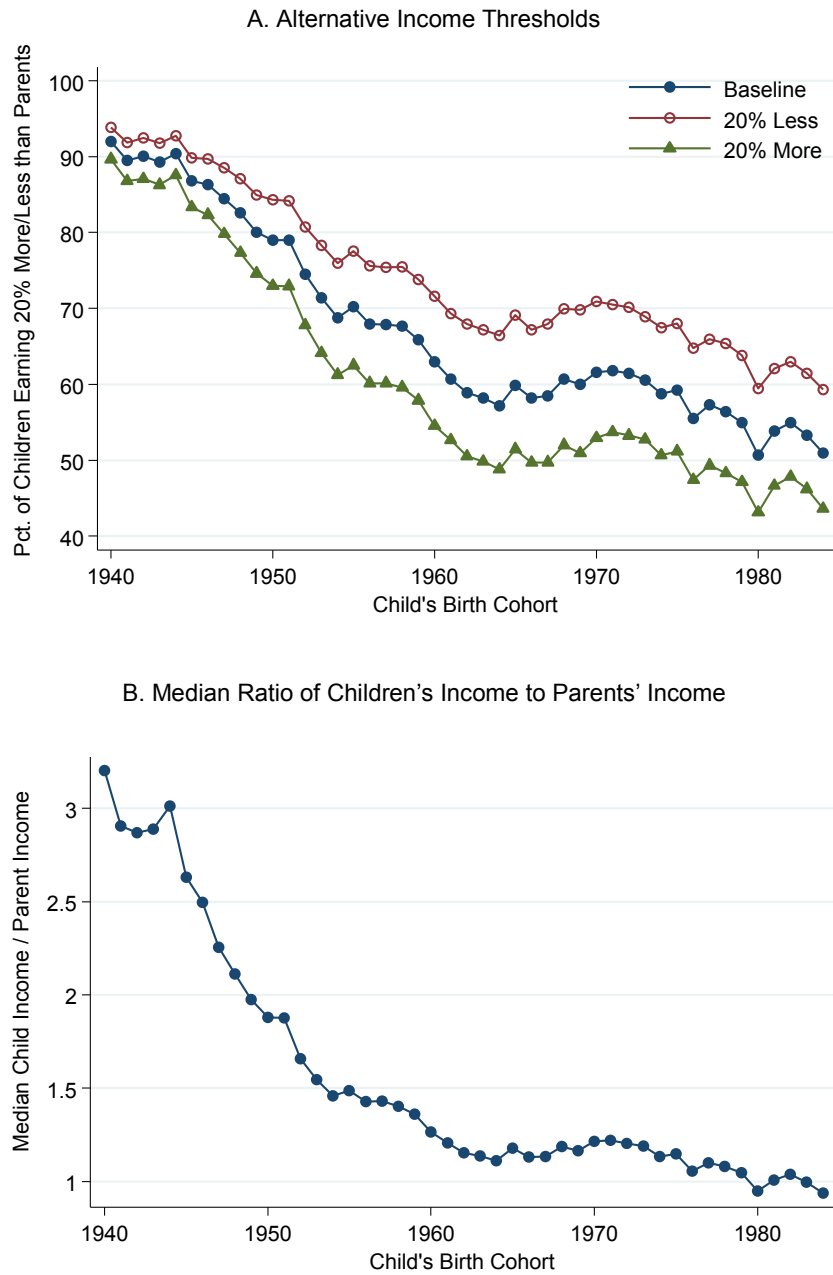 A. Alternative Income Thresholds
Pct. of Children Earning 20% More/Less than Parents
100
90
80
70
60
50
40
Baseline
20% Less
20% More
1940
1950
1960
1970
1980
Child's Birth Cohort
B. Median Ratio of Children’s Income to Parents’ Income
Median Child Income / Parent Income
3
2.5
2
1.5
1
1940
1950
1960
1970
1980
Child's Birth Cohort